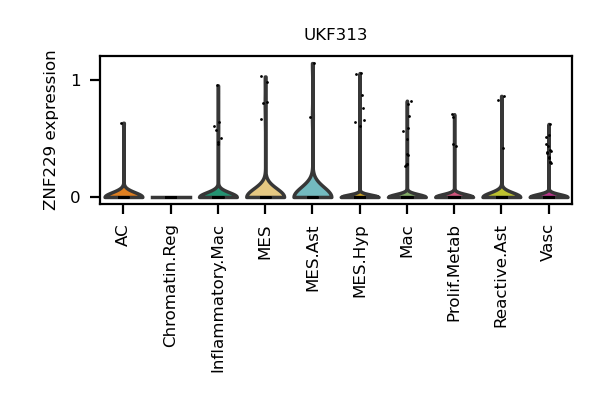 UKF313
ZNF229 expression
1
0
AC
Chromatin.Reg
Inflammatory.Mac
MES
MES.Ast
MES.Hyp
Mac
Prolif.Metab
Reactive.Ast
Vasc